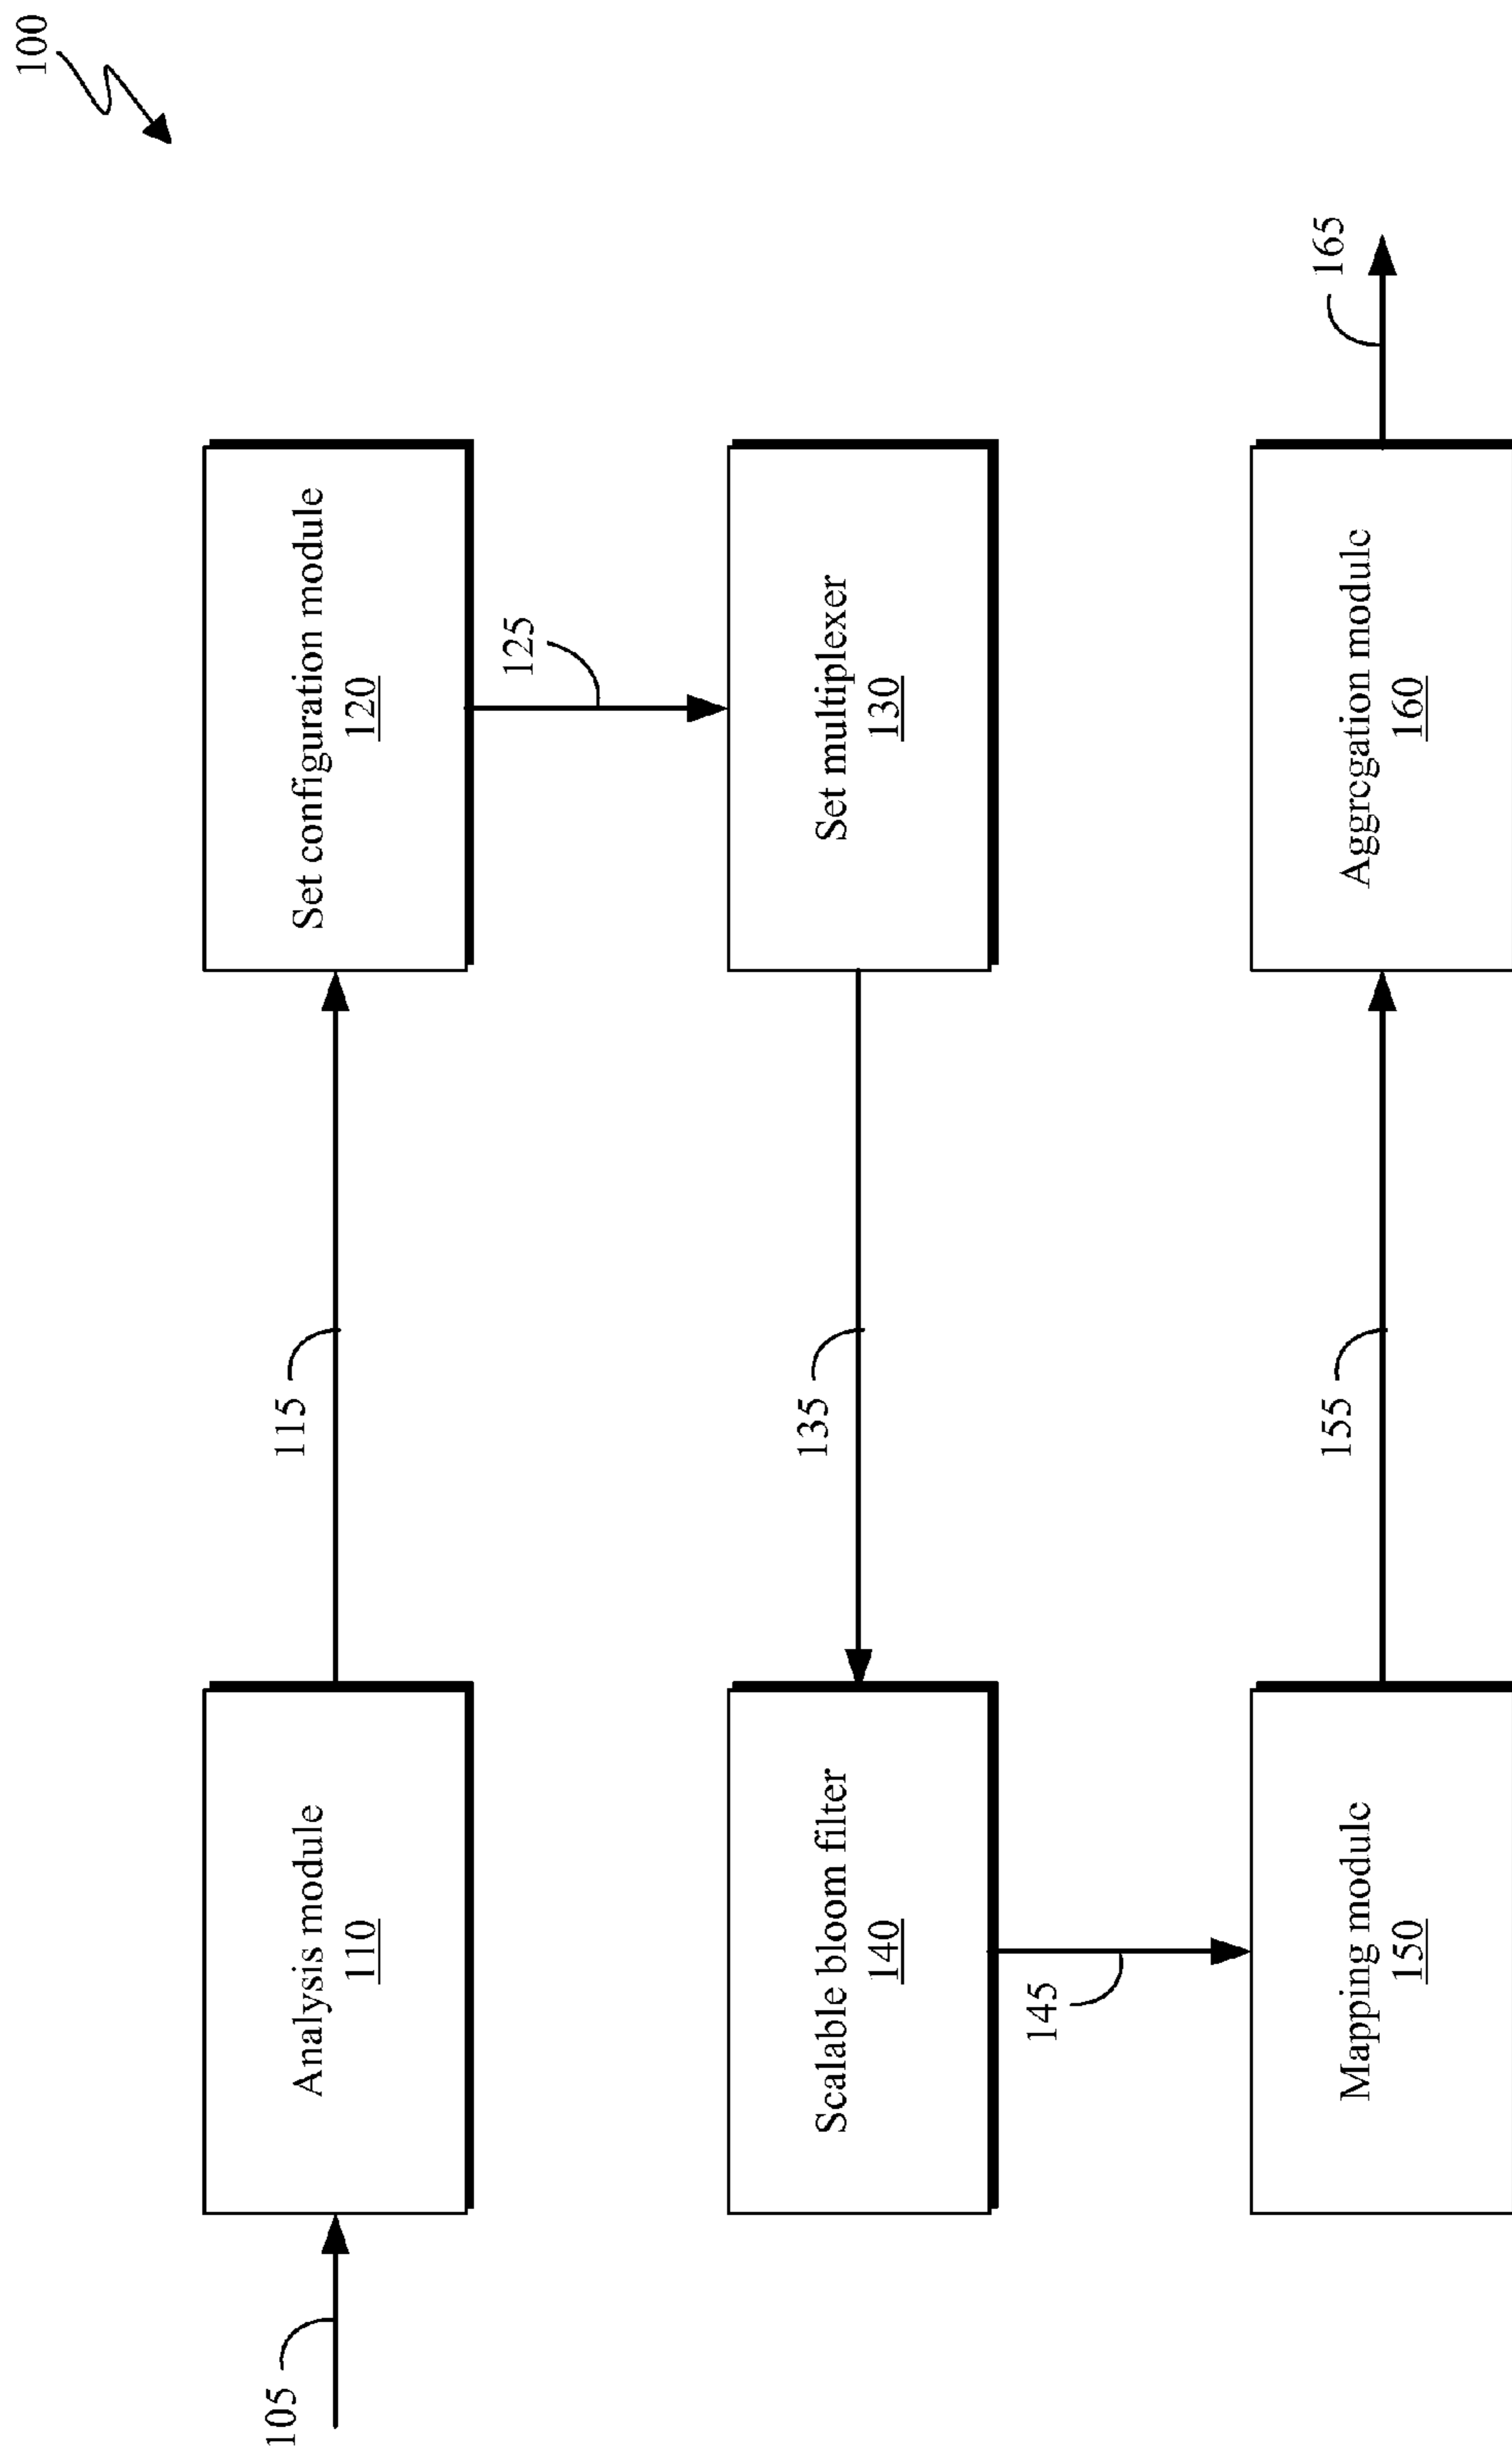 100
105
Analysis module
110
115
Set configuration module
120
125
Scalable bloom filter
140
135
Set multiplexer
130
145
Mapping module
150
155
Aggregation module
160
165